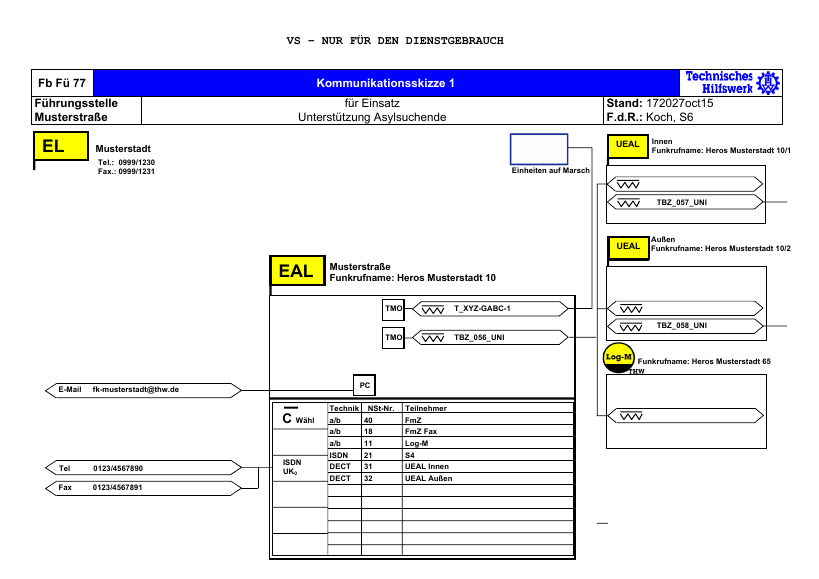 VS – NUR FÜR DEN DIENSTGEBRAUCH
Fb Fü 77
Kommunikationsskizze 1
Technisches
Hilfswerk
Führungsstelle
Musterstraße
für Einsatz
Unterstützung Asylsuchende
Stand: 172027oct15
F.d.R.: Koch, S6
EL
Musterstadt
Tel.: 0999/1230
Fax.: 0999/1231
Einheiten auf Marsch
UEAL
Innen
Funkrufname: Heros Musterstadt 10/1
TBZ_057_UNI
UEAL
Außen
Funkrufname: Heros Musterstadt 10/2
TBZ_058_UNI
EAL
Musterstraße
Funkrufname: Heros Musterstadt 10
TMO
T_XYZ-GABC-1
TMO
TBZ_056_UNI
Log-M
THW
Funkrufname: Heros Musterstadt 65
E-Mail fk-musterstadt@thw.de
PC
C Wähl
Technik NSt-Nr. Teilnehmer
a/b 40 FmZ
a/b 18 FmZ Fax
a/b 11 Log-M
ISDN 21 S4
DECT 31 UEAL Innen
DECT 32 UEAL Außen
ISDN
UK₀
Tel 0123/4567890
Fax 0123/4567891